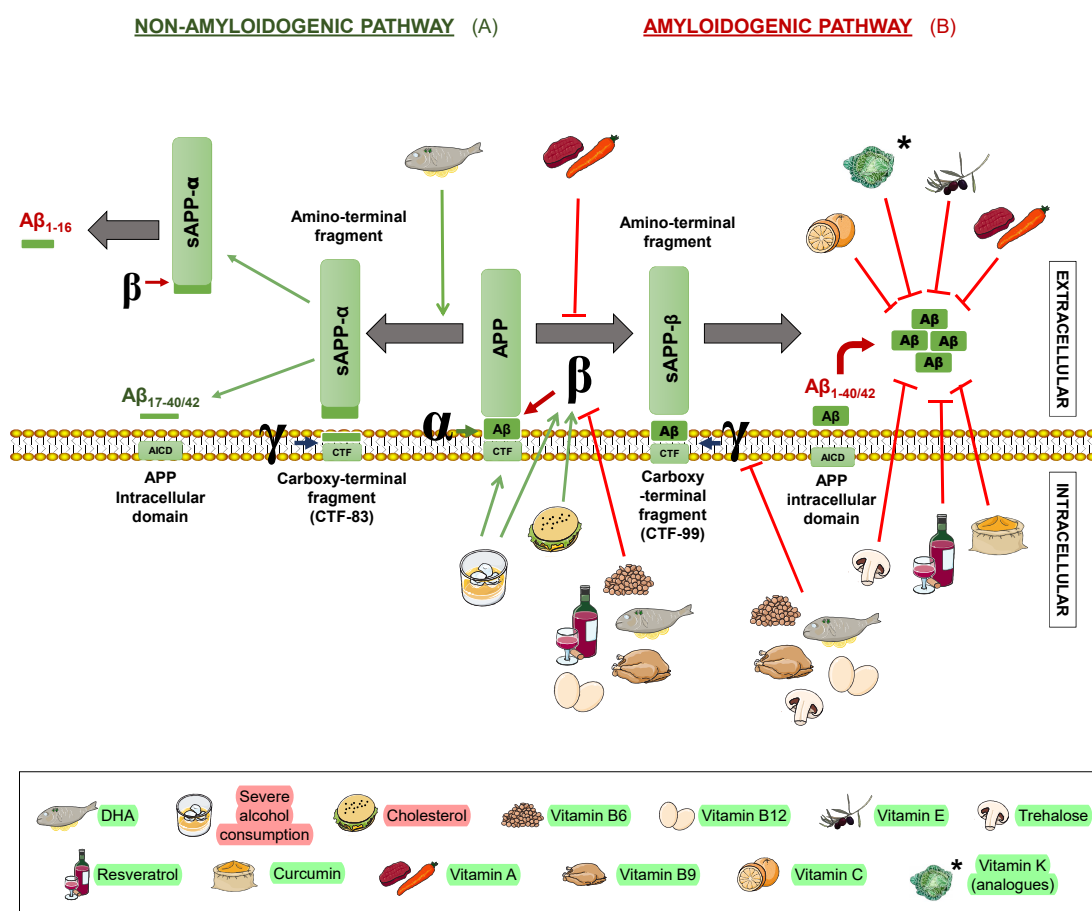 NON-AMYLOIDOGENIC PATHWAY (A)
AMYLOIDOGENIC PATHWAY (B)
*
sAPP-α
Aβ1-16
β
Amino-terminal
fragment
Amino-terminal
fragment
sAPP-α
APP
sAPP-β
β
Aβ
Aβ Aβ
Aβ
EXTRACELLULAR
Aβ17-40/42
Aβ1-40/42
Aβ
γ
α
Aβ
Aβ
γ
AICD
CTF
CTF
CTF
AICD
APP
Intracellular
domain
Carboxy-terminal
fragment
(CTF-83)
Carboxy
-terminal
fragment
(CTF-99)
APP
intracellular
domain
INTRACELLULAR
DHA
Severe
alcohol
consumption
Cholesterol
Vitamin B6
Vitamin B12
Vitamin E
Trehalose
Resveratrol
Curcumin
Vitamin A
Vitamin B9
Vitamin C
* Vitamin K
(analogues)